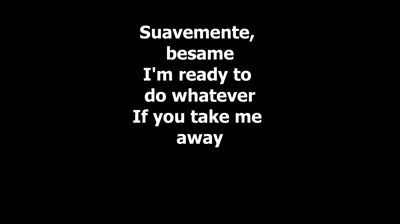 Suavemente,
besame
I'm ready to
do whatever
If you take me
away